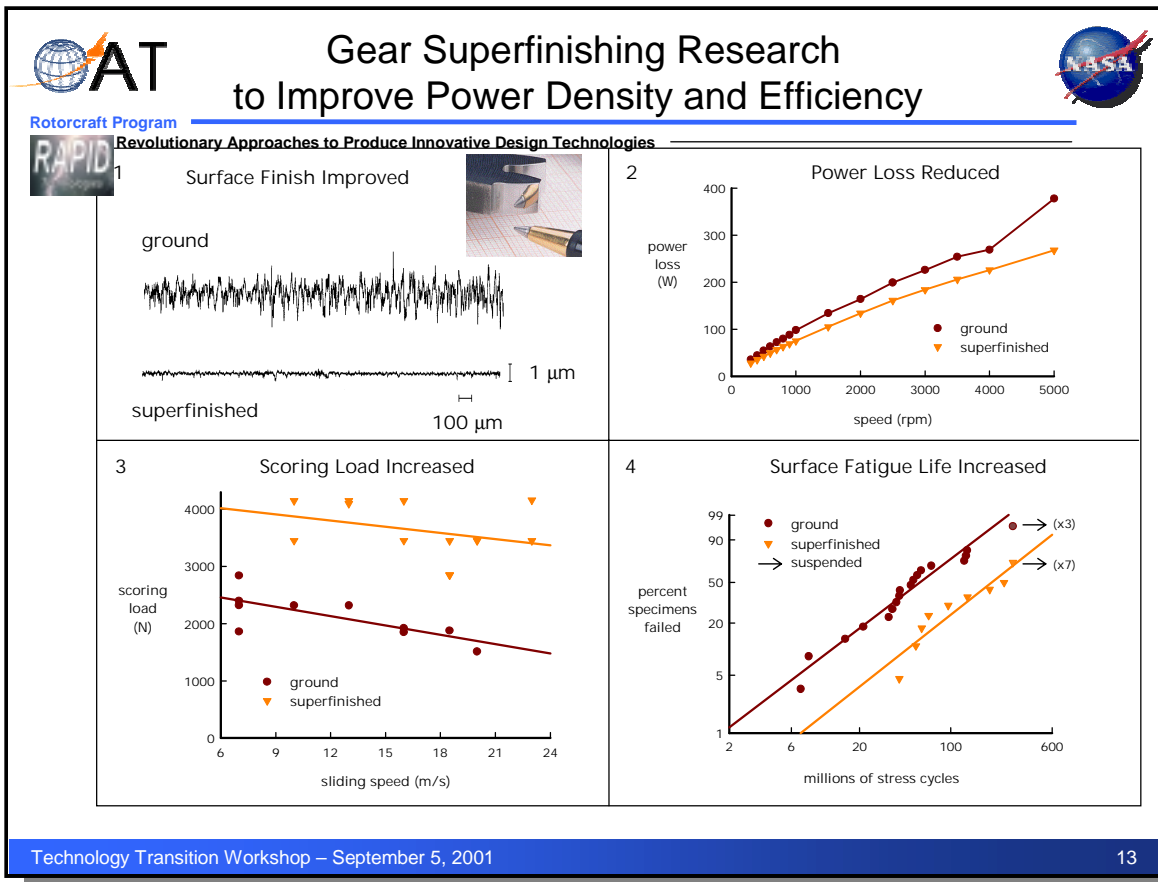 OAT
Gear Superfinishing Research
to Improve Power Density and Efficiency
NASA
Rotorcraft Program
Revolutionary Approaches to Produce Innovative Design Technologies
RAPID
1
Surface Finish Improved
ground
1 µm
superfinished
100 µm
2
Power Loss Reduced
400
300
200
100
0
power
loss
(W)
ground
superfinished
0 1000 2000 3000 4000 5000
speed (rpm)
3
Scoring Load Increased
4000
3000
2000
1000
0
scoring
load
(N)
ground
superfinished
6 9 12 15 18 21 24
sliding speed (m/s)
4
Surface Fatigue Life Increased
99
90
50
20
5
1
percent
specimens
failed
ground
superfinished
suspended
(x3)
(x7)
2 6 20 100 600
millions of stress cycles
Technology Transition Workshop – September 5, 2001
13